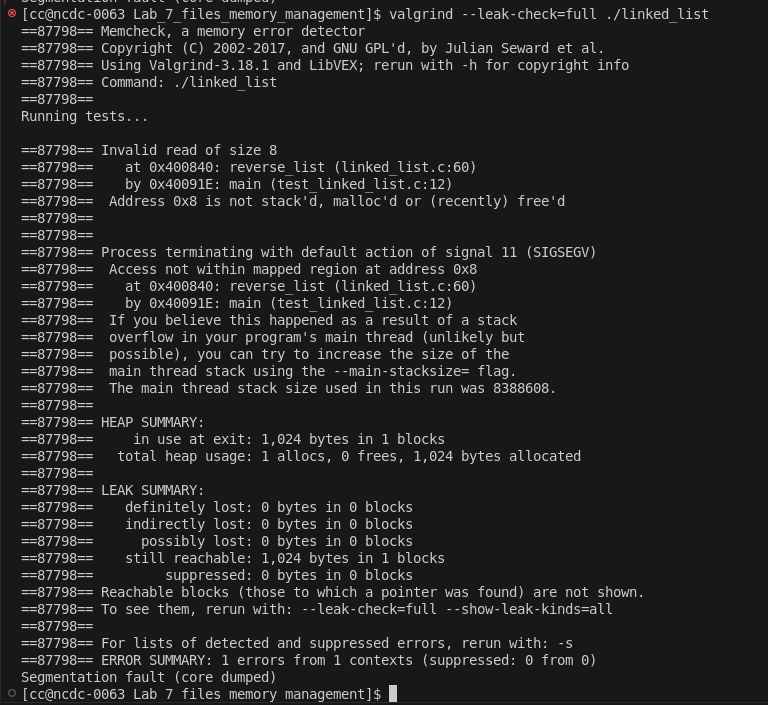 [cc@ncdc-0063 Lab_7_files_memory_management]$ valgrind --leak-check=full ./linked_list
==87798== Memcheck, a memory error detector
==87798== Copyright (C) 2002-2017, and GNU GPL'd, by Julian Seward et al.
==87798== Using Valgrind-3.18.1 and LibVEX; rerun with -h for copyright info
==87798== Command: ./linked_list
==87798==
Running tests...
==87798== Invalid read of size 8
==87798==    at 0x400840: reverse_list (linked_list.c:60)
==87798==    by 0x40091E: main (test_linked_list.c:12)
==87798==  Address 0x8 is not stack'd, malloc'd or (recently) free'd
==87798==
==87798==
==87798== Process terminating with default action of signal 11 (SIGSEGV)
==87798==  Access not within mapped region at address 0x8
==87798==    at 0x400840: reverse_list (linked_list.c:60)
==87798==    by 0x40091E: main (test_linked_list.c:12)
==87798==  If you believe this happened as a result of a stack
==87798==  overflow in your program's main thread (unlikely but
==87798==  possible), you can try to increase the size of the
==87798==  main thread stack using the --main-stacksize= flag.
==87798==  The main thread stack size used in this run was 8388608.
==87798==
==87798== HEAP SUMMARY:
==87798==     in use at exit: 1,024 bytes in 1 blocks
==87798==   total heap usage: 1 allocs, 0 frees, 1,024 bytes allocated
==87798==
==87798== LEAK SUMMARY:
==87798==    definitely lost: 0 bytes in 0 blocks
==87798==    indirectly lost: 0 bytes in 0 blocks
==87798==      possibly lost: 0 bytes in 0 blocks
==87798==    still reachable: 1,024 bytes in 1 blocks
==87798==         suppressed: 0 bytes in 0 blocks
==87798== Reachable blocks (those to which a pointer was found) are not shown.
==87798== To see them, rerun with: --leak-check=full --show-leak-kinds=all
==87798==
==87798== For lists of detected and suppressed errors, rerun with: -s
==87798== ERROR SUMMARY: 1 errors from 1 contexts (suppressed: 0 from 0)
Segmentation fault (core dumped)
[cc@ncdc-0063 Lab_7_files_memory_management]$